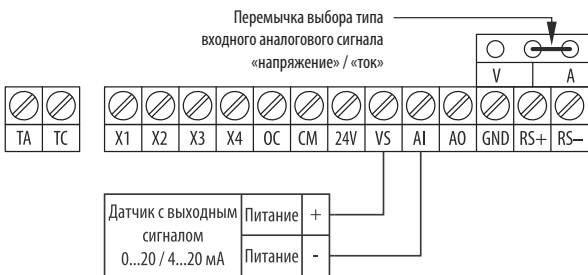 Перемычка выбора типа
входного аналогового сигнала
«напряжение» / «ток»
V A
TA TC X1 X2 X3 X4 OC CM 24V VS AI AO GND RS+ RS–
Датчик с выходным
сигналом
0...20 / 4...20 мА
Питание +
Питание -